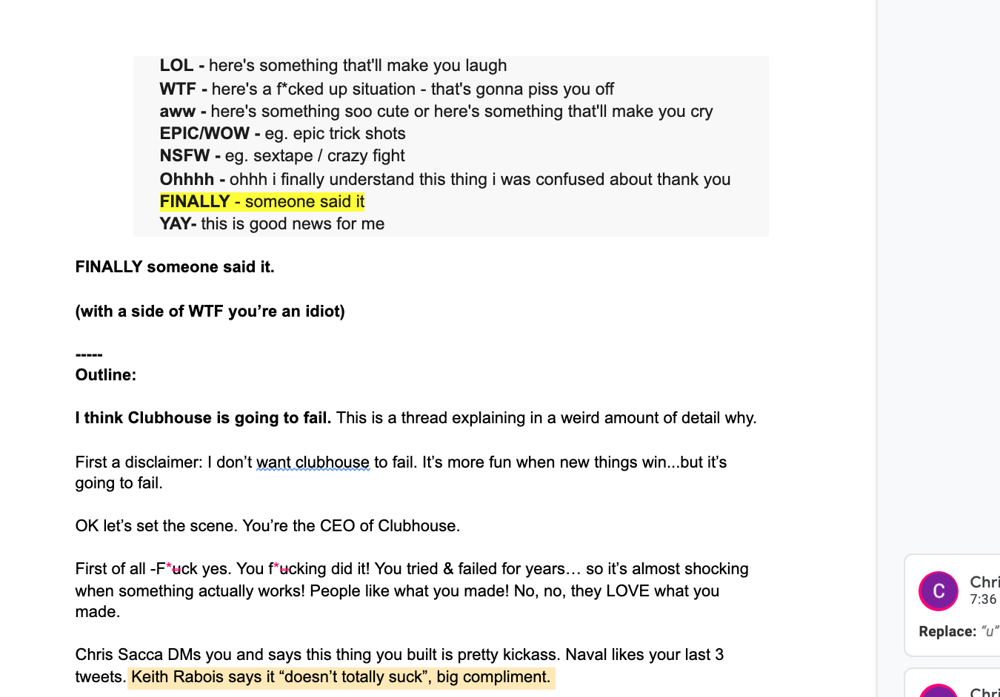 LOL - here's something that'll make you laugh
WTF - here's a f*cked up situation - that's gonna piss you off
aww - here's something soo cute or here's something that'll make you cry
EPIC/WOW - eg. epic trick shots
NSFW - eg. sextape / crazy fight
Ohhhh - ohhh i finally understand this thing i was confused about thank you
FINALLY - someone said it
YAY- this is good news for me
FINALLY someone said it.
(with a side of WTF you’re an idiot)
-----
Outline:
I think Clubhouse is going to fail. This is a thread explaining in a weird amount of detail why.
First a disclaimer: I don’t want clubhouse to fail. It’s more fun when new things win...but it’s
going to fail.
OK let’s set the scene. You’re the CEO of Clubhouse.
First of all -F*uck yes. You f*ucking did it! You tried & failed for years… so it’s almost shocking
when something actually works! People like what you made! No, no, they LOVE what you
made.
Chris Sacca DMs you and says this thing you built is pretty kickass. Naval likes your last 3
tweets. Keith Rabois says it “doesn’t totally suck”, big compliment.
C
Chri
7:36
Replace: “u”
Chri